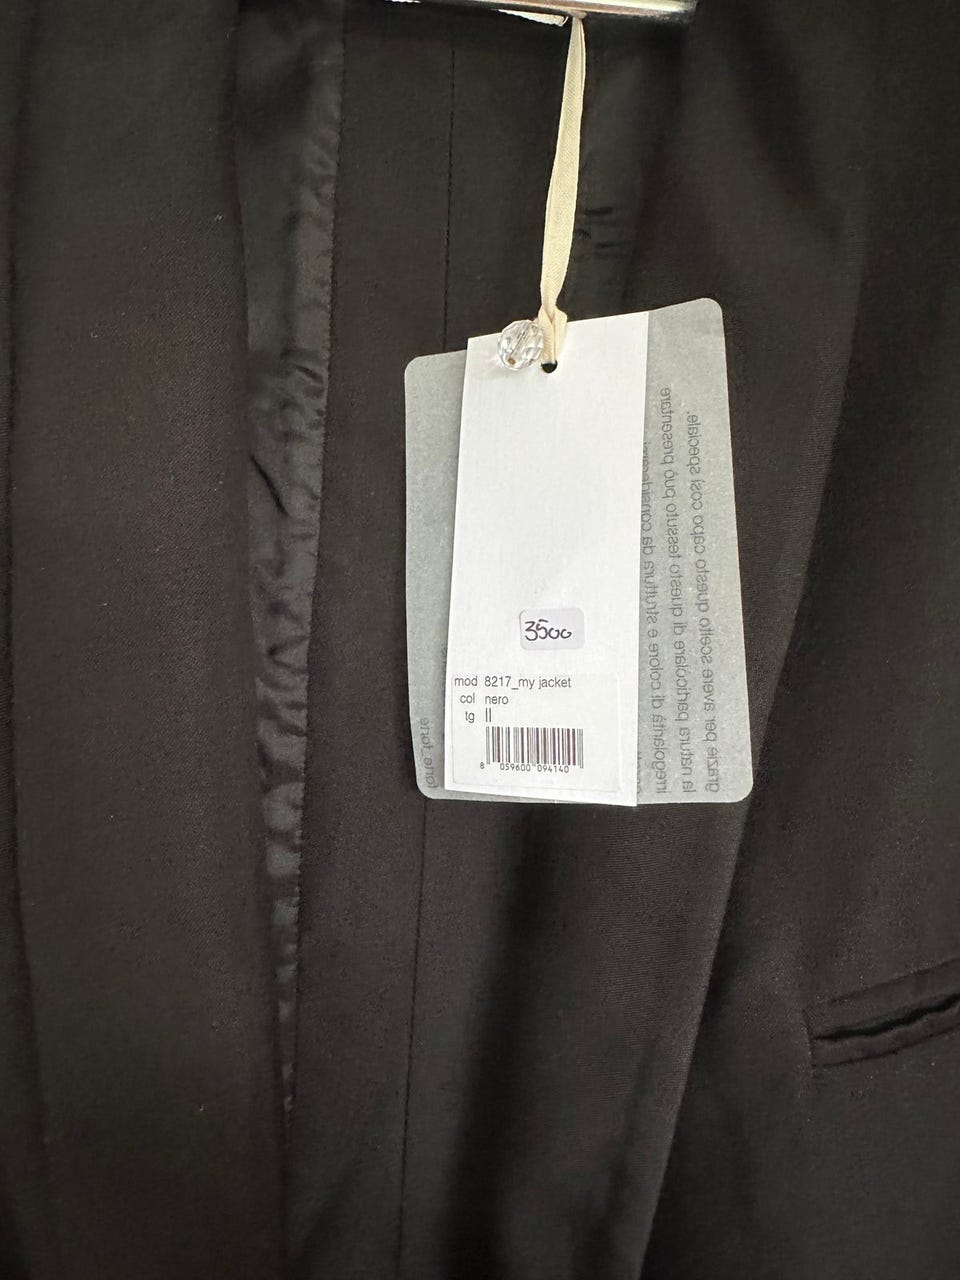 3500
mod 8217_my jacket
col nero
tg II
8 059600 094140
irregolarità di colore e struttura da considerarsi
la natura particolare di questo tessuto può presentare
grazie per avere scelto questo capo così speciale.